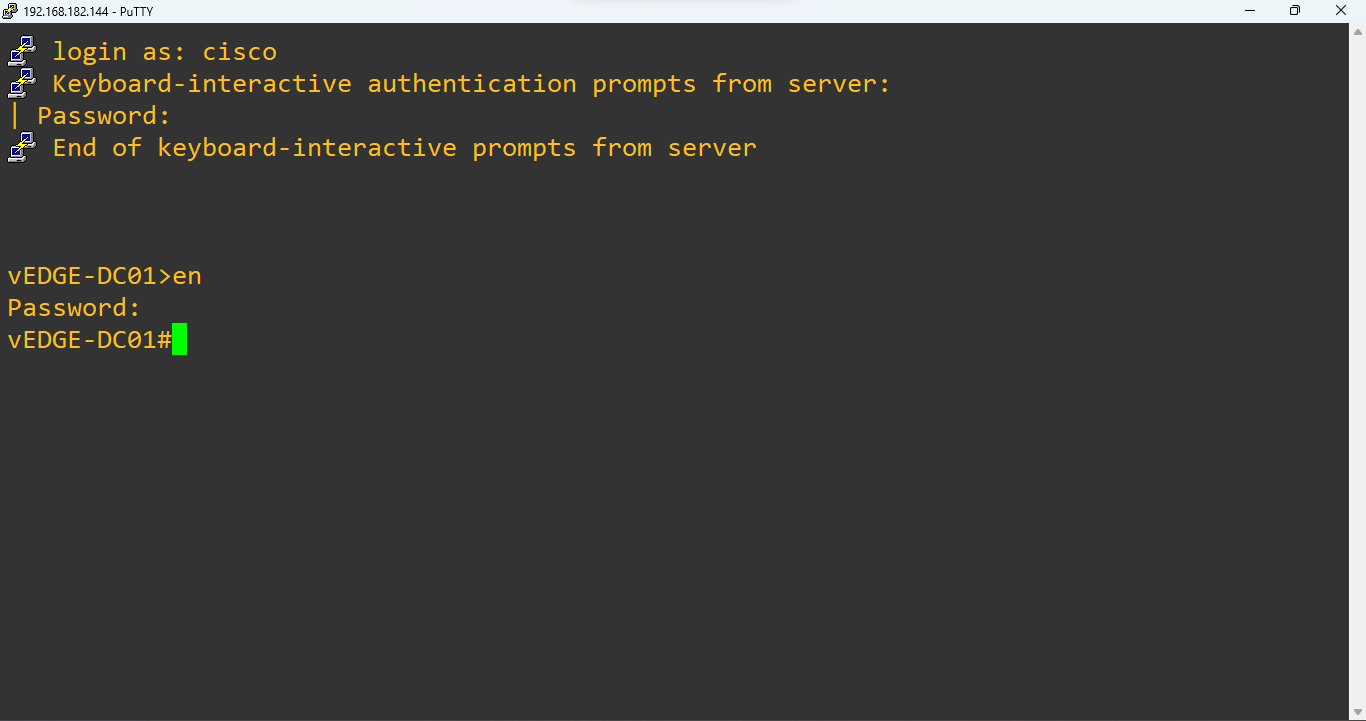 192.168.182.144 - PuTTY
login as: cisco
Keyboard-interactive authentication prompts from server:
| Password:
End of keyboard-interactive prompts from server
vEDGE-DC01>en
Password:
vEDGE-DC01#